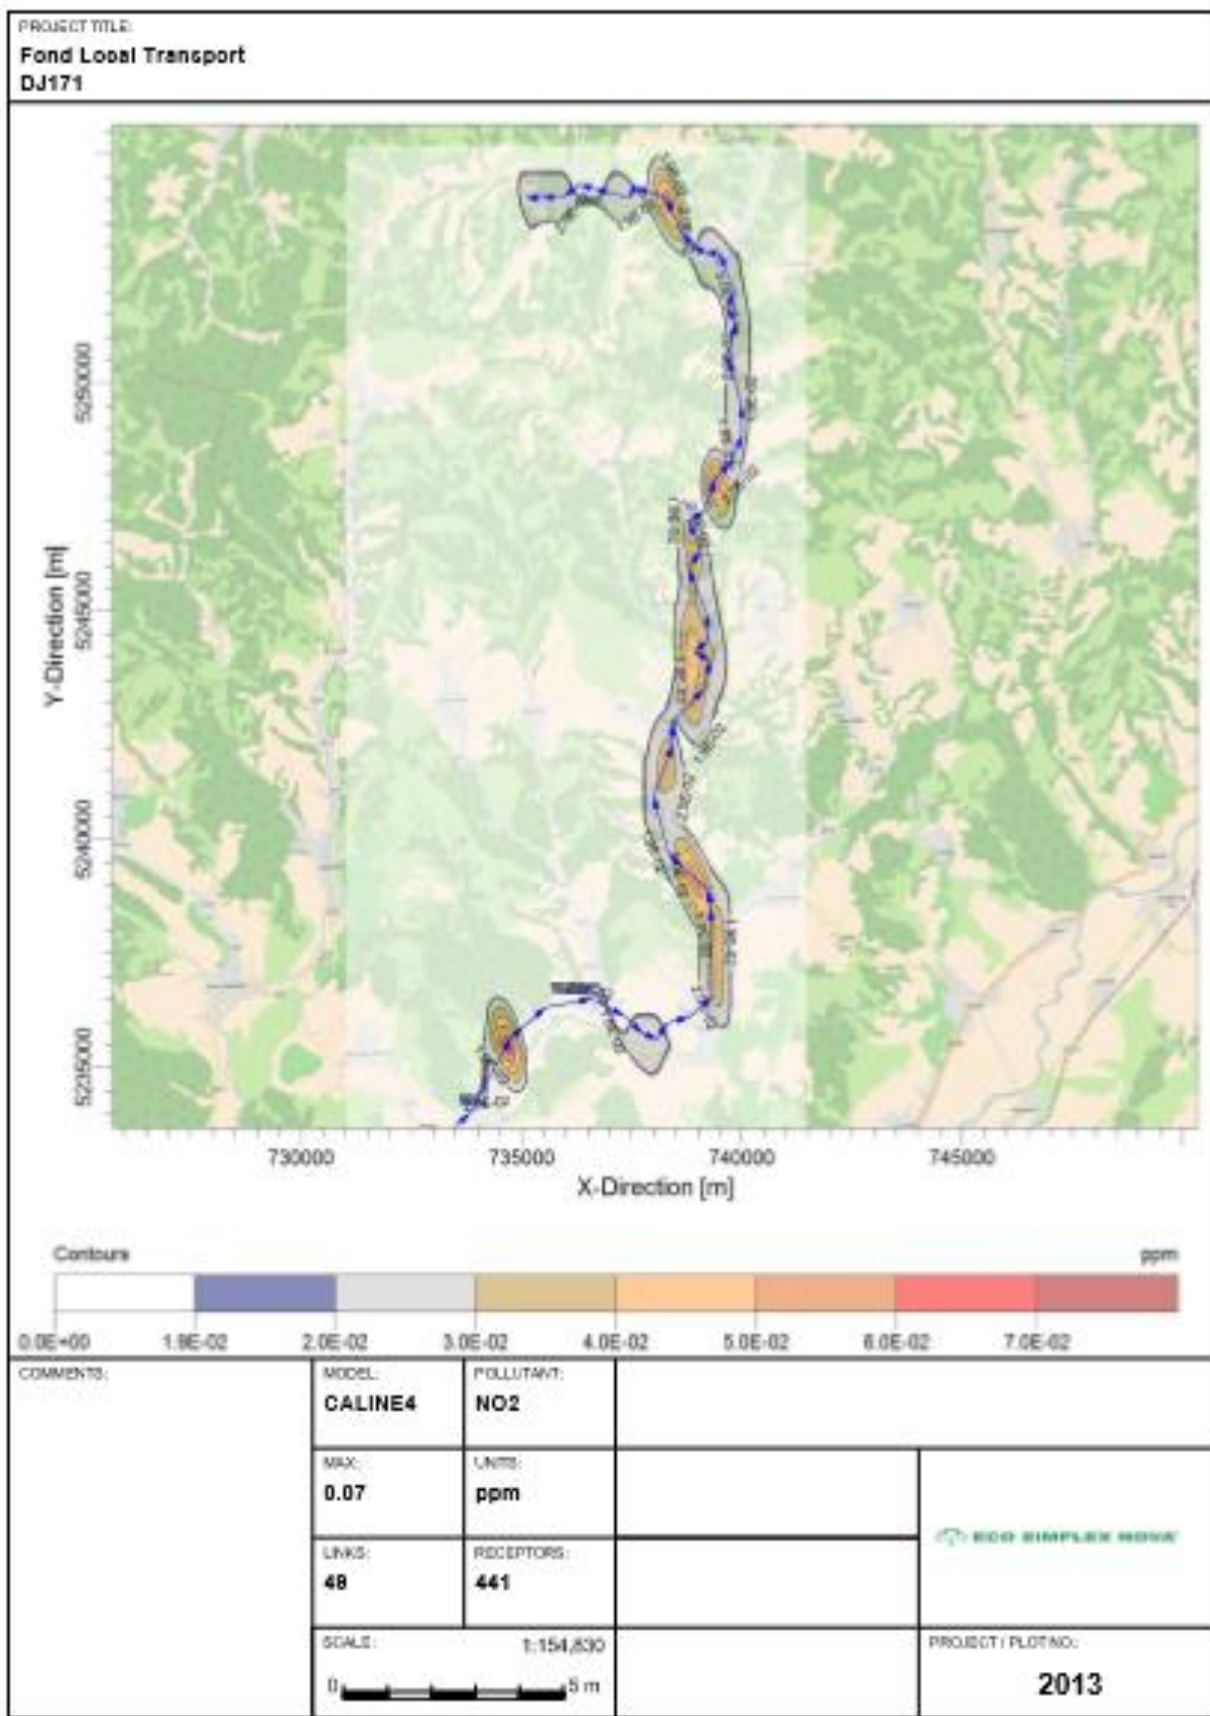 PROJECT TITLE:
Fond Local Transport
DJ171
Y-Direction [m]
5250000
5245000
5240000
5235000
730000 735000 740000 745000
X-Direction [m]
Contours ppm
0.0E+00 1.9E-02 2.0E-02 3.0E-02 4.0E-02 5.0E-02 6.0E-02 7.0E-02
COMMENTS:
MODEL:
CALINE4
POLLUTANT:
NO2
MAX:
0.07
UNITS:
ppm
LINKS:
48
RECEPTORS:
441
ECO SIMPLEX NOVA
SCALE: 1:154,830
0 5 m
PROJECT / PLOT NO.:
2013